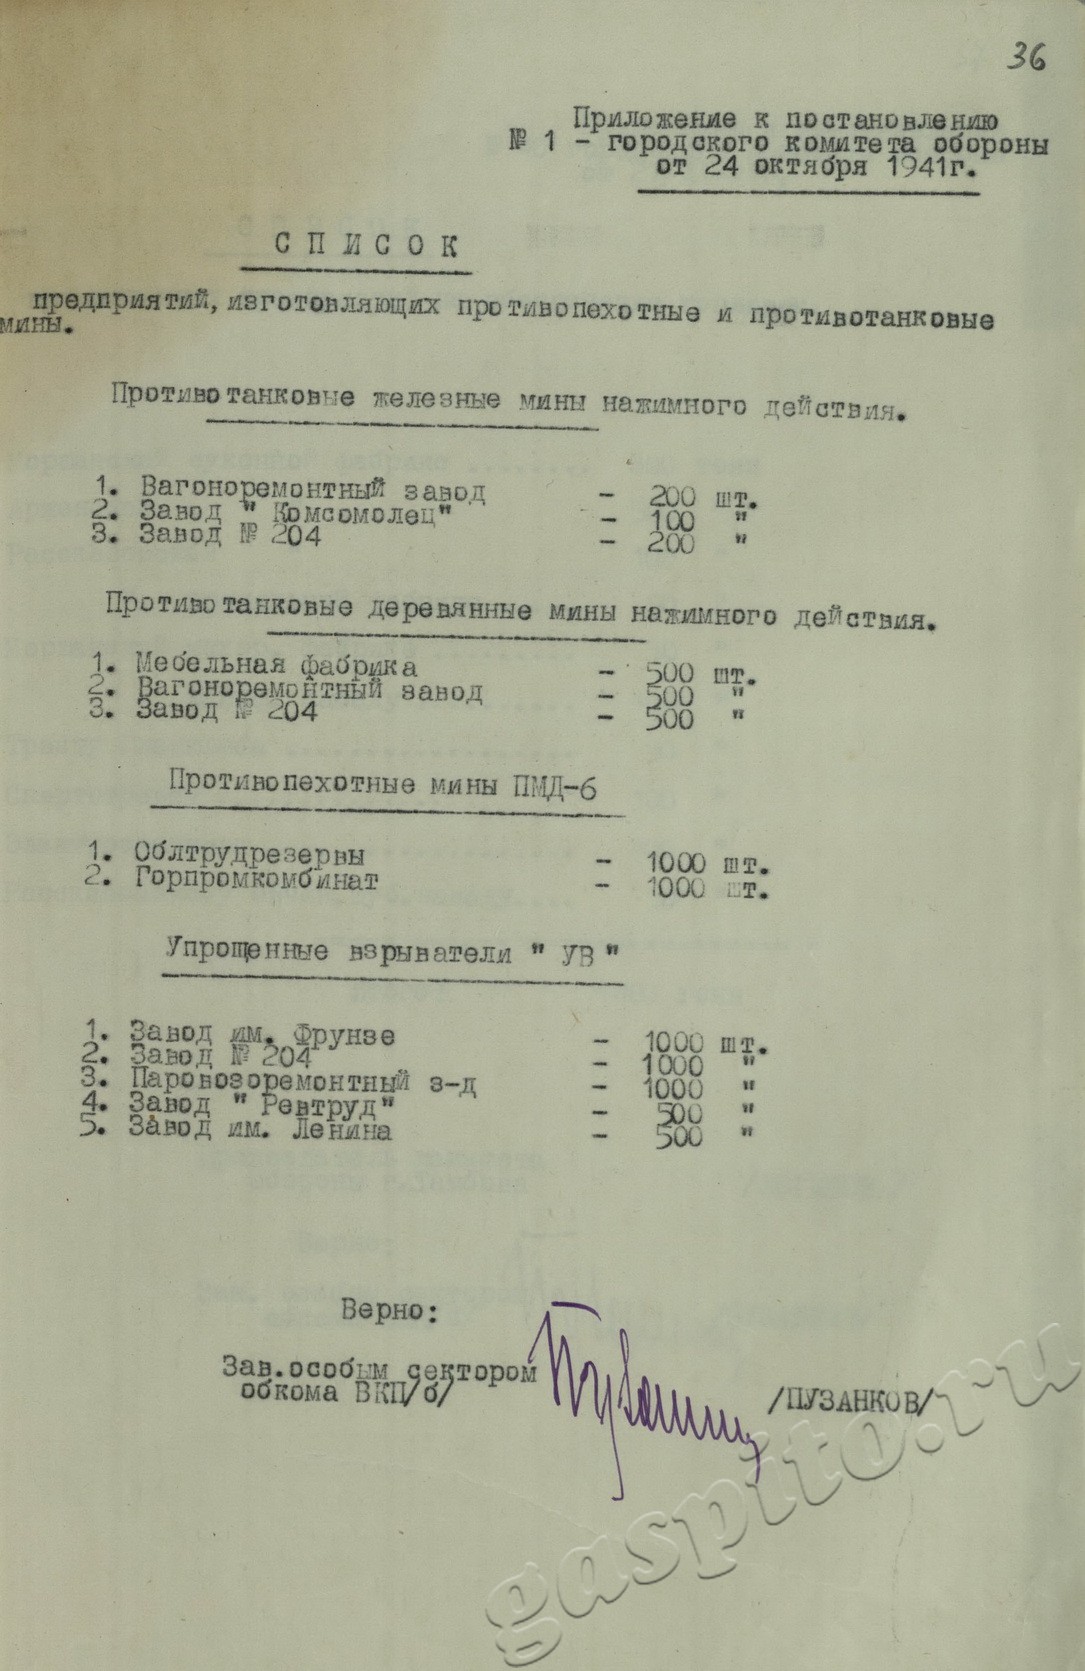 36
Приложение к постановлению
№ 1 - городского комитета обороны
от 24 октября 1941г.
С П И С О К
предприятий, изготовляющих противопехотные и противотанковые
мины.
Противотанковые железные мины нажимного действия.
1. Вагоноремонтный завод - 200 шт.
2. Завод " Комсомолец" - 100 "
3. Завод № 204 - 200 "
Противотанковые деревянные мины нажимного действия.
1. Мебельная фабрика - 500 шт.
2. Вагоноремонтный завод - 500 "
3. Завод № 204 - 500 "
Противопехотные мины ПМД-6
1. Облтрудрезервы - 1000 шт.
2. Горпромкомбинат - 1000 шт.
Упрощенные взрыватели " УВ "
1. Завод им. Фрунзе - 1000 шт.
2. Завод № 204 - 1000 "
3. Паровозоремонтный з-д - 1000 "
4. Завод " Ревтруд" - 500 "
5. Завод им. Ленина - 500 "
Верно:
Зав.особым сектором
обкома ВКП/б/ /ПУЗАНКОВ/
gaspito.ru